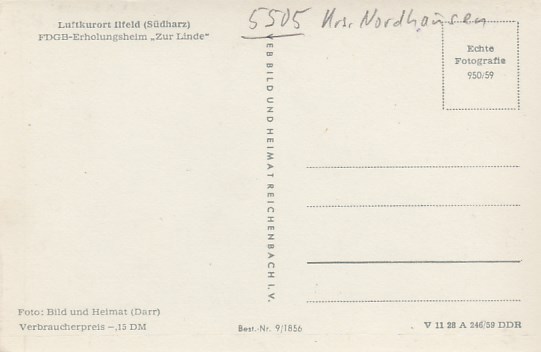 5505 Krs. Nordhausen
Luftkurort Ilfeld (Südharz)
FDGB-Erholungsheim „Zur Linde"
Echte
Fotografie
950/59
VEB BILD UND HEIMAT REICHENBACH I. V.
Foto: Bild und Heimat (Darr)
Verbraucherpreis –,15 DM
Best.-Nr. 9/1856
V 11 28 A 246/59 DDR